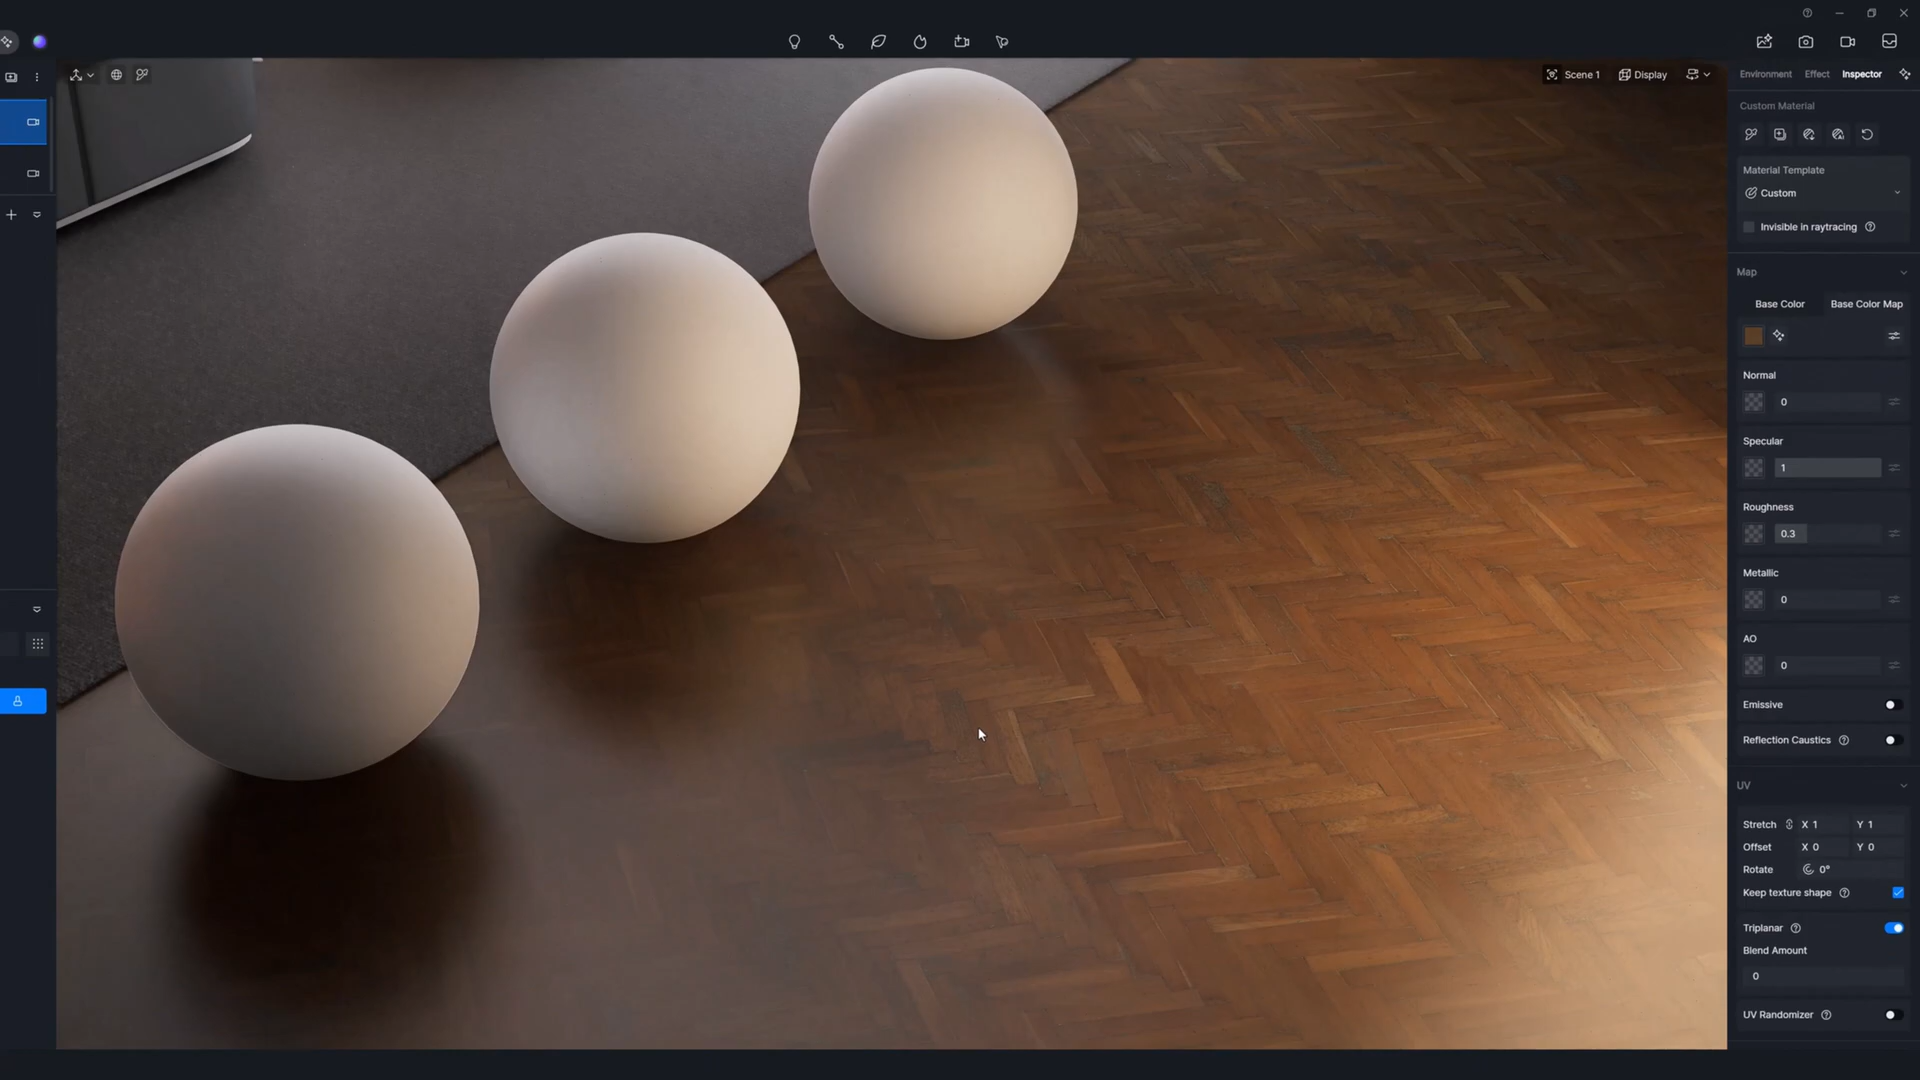 Scene 1 Display
Environment Effect Inspector
Custom Material
Material Template
Custom
Invisible in raytracing
Map
Base Color Base Color Map
Normal
0
Specular
1
Roughness
0.3
Metallic
0
AO
0
Emissive
Reflection Caustics
UV
Stretch X 1 Y 1
Offset X 0 Y 0
Rotate 0°
Keep texture shape
Triplanar
Blend Amount
0
UV Randomizer